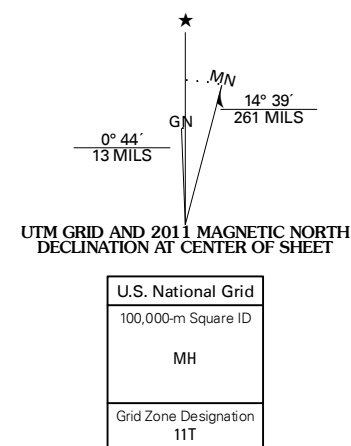 ★
MN
GN
14° 39´
261 MILS
0° 44´
13 MILS
UTM GRID AND 2011 MAGNETIC NORTH
DECLINATION AT CENTER OF SHEET
U.S. National Grid
100,000-m Square ID
MH
Grid Zone Designation
11T